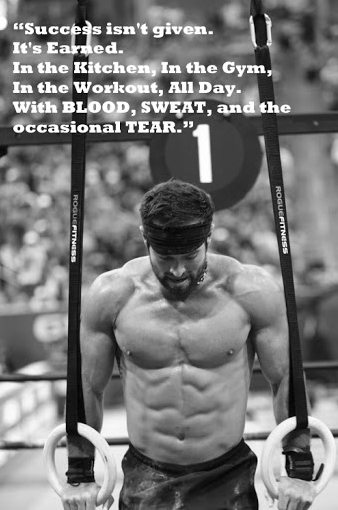 “Success isn't given.
It's Earned.
In the Kitchen, In the Gym,
In the Workout, All Day.
With BLOOD, SWEAT, and the
occasional TEAR.”
1
ROGUEFITNESS
ROGUEFITNESS